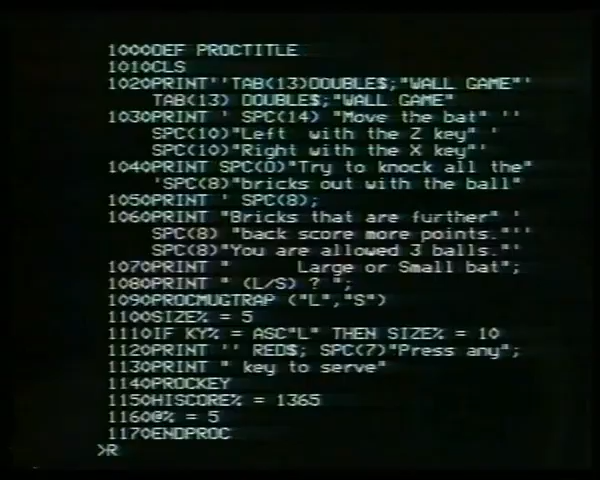 1000DEF PROCTITLE
1010CLS
1020PRINT''TAB(13)DOUBLE$;"WALL GAME"'
TAB(13) DOUBLE$;"WALL GAME"
1030PRINT ' SPC(14) "Move the bat" ''
SPC(10)"Left  with the Z key" '
SPC(10)"Right with the X key"'
1040PRINT SPC(0)"Try to knock all the"
'SPC(8)"bricks out with the ball"
1050PRINT ' SPC(8);
1060PRINT "Bricks that are further" '
SPC(8) "back score more points."'''
SPC(8)"You are allowed 3 balls."'
1070PRINT "      Large or Small bat";
1080PRINT " (L/S) ? ";
1090PROCMUGTRAP ("L","S")
1100SIZE% = 5
1110IF KY% = ASC"L" THEN SIZE% = 10
1120PRINT '' RED$; SPC(7)"Press any";
1130PRINT " key to serve"
1140PROCKEY
1150HISCORE% = 1365
1160@% = 5
1170ENDPROC
>R